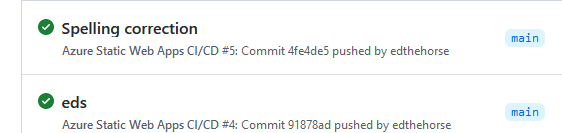 Spelling correction
main
Azure Static Web Apps CI/CD #5: Commit 4fe4de5 pushed by edthehorse
eds
main
Azure Static Web Apps CI/CD #4: Commit 91878ad pushed by edthehorse